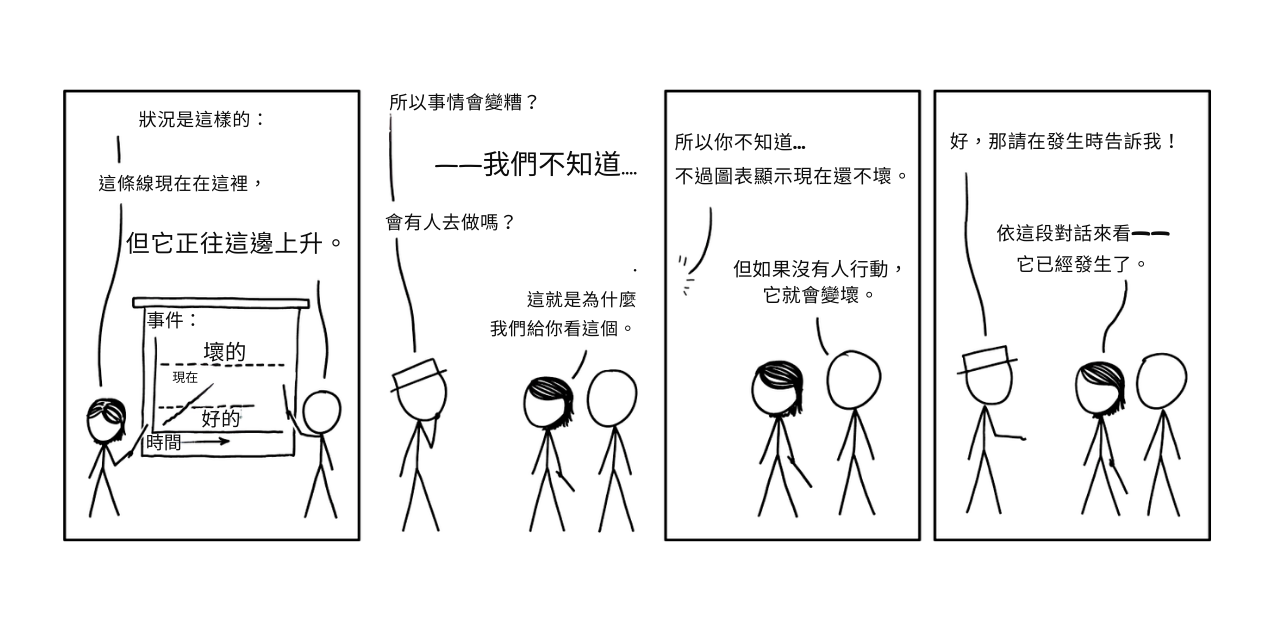 狀況是這樣的：
這條線現在在這裡，
但它正往這邊上升。
事件：
壞的
現在
好的
時間
所以事情會變糟？
——我們不知道....
會有人去做嗎？
.
這就是為什麼
我們給你看這個。
所以你不知道...
不過圖表顯示現在還不壞。
但如果沒有人行動，
它就會變壞。
好，那請在發生時告訴我！
依這段對話來看——
它已經發生了。